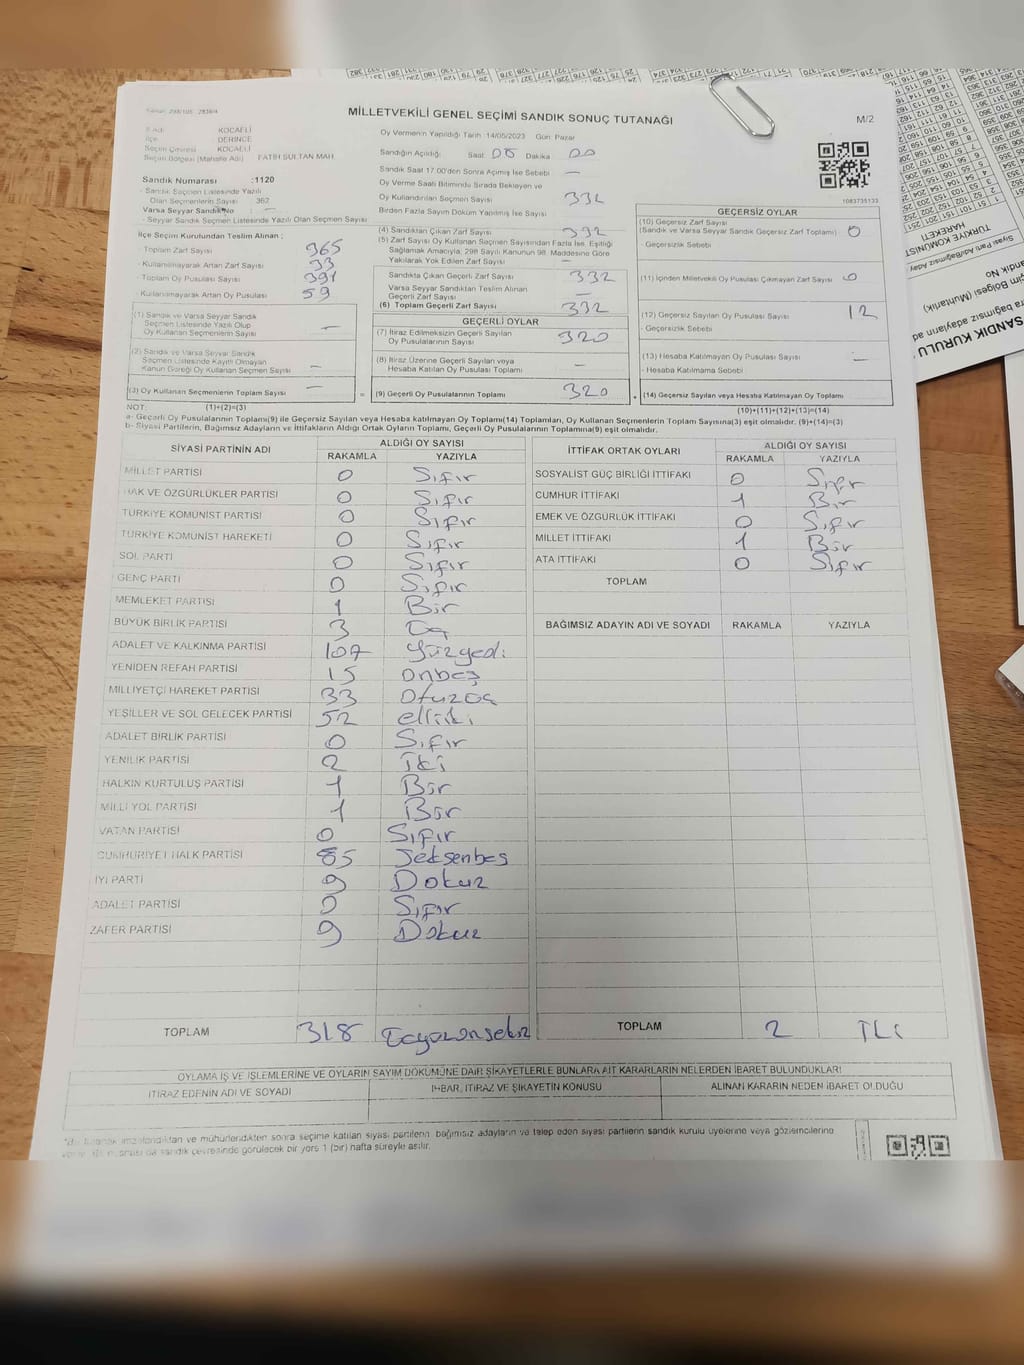 MİLLETVEKİLİ GENEL SEÇİMİ SANDIK SONUÇ TUTANAĞI
M/2
İl Adı KOCAELİ
İlçe DERİNCE
Seçim Çevresi KOCAELİ
Seçim Bölgesi (Mahalle Adı) FATİH SULTAN MAH.
Sandık Numarası :1120
- Sandık Seçmen Listesinde Yazılı
Olan Seçmenlerin Sayısı : 362
Varsa Seyyar Sandık No : —
- Seyyar Sandık Seçmen Listesinde Yazılı Olan Seçmen Sayısı :
Oy Vermenin Yapıldığı Tarih :14/05/2023 Gün: Pazar
Sandığın Açıldığı Saat: 08 Dakika: 00
Sandık Saat 17.00'den Sonra Açımış İse Sebebi —
Oy Verme Saati Bitiminde Sırada Bekleyen ve
Oy Kullandırılan Seçmen Sayısı 332
Birden Fazla Sayım Döküm Yapılmış İse Sayısı —
1083735133
İlçe Seçim Kurulundan Teslim Alınan ;
- Toplam Zarf Sayısı 365
- Kullanılmayarak Artan Zarf Sayısı 33
Toplam Oy Pusulası Sayısı 391
- Kullanılmayarak Artan Oy Pusulası 59
(1) Sandık ve Varsa Seyyar Sandık
Seçmen Listesinde Yazılı Olup
Oy Kullanan Seçmenlerin Sayısı —
(2) Sandık ve Varsa Seyyar Sandık
Seçmen Listesinde Kayıtlı Olmayan
Kanun Gereği Oy Kullanan Seçmen Sayısı —
(3) Oy Kullanan Seçmenlerin Toplam Sayısı —
(1)+(2)=(3)
(4) Sandıktan Çıkan Zarf Sayısı 332
(5) Zarf Sayısı Oy Kullanan Seçmen Sayısından Fazla İse, Eşitliği
Sağlamak Amacıyla, 298 Sayılı Kanunun 98. Maddesine Göre
Yakılarak Yok Edilen Zarf Sayısı —
Sandıkta Çıkan Geçerli Zarf Sayısı 332
Varsa Seyyar Sandıktan Teslim Alınan
Geçerli Zarf Sayısı —
(6) Toplam Geçerli Zarf Sayısı 332
GEÇERLİ OYLAR
(7) İtiraz Edilmeksizin Geçerli Sayılan
Oy Pusulalarının Sayısı 320
(8) İtiraz Üzerine Geçerli Sayılan veya
Hesaba Katılan Oy Pusulası Toplamı —
= (9) Geçerli Oy Pusulalarının Toplamı 320
GEÇERSİZ OYLAR
(10) Geçersiz Zarf Sayısı
(Sandık ve Varsa Seyyar Sandık Geçersiz Zarf Toplamı) 0
- Geçersizlik Sebebi
(11) İçinden Milletvekili Oy Pusulası Çıkmayan Zarf Sayısı 0
(12) Geçersiz Sayılan Oy Pusulası Sayısı 12
Geçersizlik Sebebi
(13) Hesaba Katılmayan Oy Pusulası Sayısı —
- Hesaba Katılmama Sebebi
+ (14) Geçersiz Sayılan veya Hesaba Katılmayan Oy Toplamı
(10)+(11)+(12)+(13)=(14)
NOT:
a- Geçerli Oy Pusulalarının Toplamı(9) ile Geçersiz Sayılan veya Hesaba katılmayan Oy Toplamı(14) Toplamları, Oy Kullanan Seçmenlerin Toplam Sayısına(3) eşit olmalıdır. (9)+(14)=(3)
b- Siyasi Partilerin, Bağımsız Adayların ve İttifakların Aldığı Ortak Oyların Toplamı, Geçerli Oy Pusulalarının Toplamına(9) eşit olmalıdır.
SİYASİ PARTİNİN ADI ALDIĞI OY SAYISI
RAKAMLA YAZIYLA
MİLLET PARTİSİ 0 Sıfır
HAK VE ÖZGÜRLÜKLER PARTİSİ 0 Sıfır
TÜRKİYE KOMÜNİST PARTİSİ 0 Sıfır
TÜRKİYE KOMÜNİST HAREKETİ 0 Sıfır
SOL PARTİ 0 Sıfır
GENÇ PARTİ 0 Sıfır
MEMLEKET PARTİSİ 1 Bir
BÜYÜK BİRLİK PARTİSİ 3 Üç
ADALET VE KALKINMA PARTİSİ 107 Yüzyedi
YENİDEN REFAH PARTİSİ 15 Onbeş
MİLLİYETÇİ HAREKET PARTİSİ 33 Otuzüç
YEŞİLLER VE SOL GELECEK PARTİSİ 52 elliiki
ADALET BİRLİK PARTİSİ 0 Sıfır
YENİLİK PARTİSİ 2 İki
HALKIN KURTULUŞ PARTİSİ 1 Bir
MİLLİ YOL PARTİSİ 1 Bir
VATAN PARTİSİ 0 Sıfır
CUMHURİYET HALK PARTİSİ 85 Seksenbeş
İYİ PARTİ 9 Dokuz
ADALET PARTİSİ 0 Sıfır
ZAFER PARTİSİ 9 Dokuz
TOPLAM 318 Üçyüzonsekiz
İTTİFAK ORTAK OYLARI ALDIĞI OY SAYISI
RAKAMLA YAZIYLA
SOSYALİST GÜÇ BİRLİĞİ İTTİFAKI 0 Sıfır
CUMHUR İTTİFAKI 1 Bir
EMEK VE ÖZGÜRLÜK İTTİFAKI 0 Sıfır
MİLLET İTTİFAKI 1 Bir
ATA İTTİFAKI 0 Sıfır
TOPLAM
BAĞIMSIZ ADAYIN ADI VE SOYADI RAKAMLA YAZIYLA
TOPLAM 2 İki
OYLAMA İŞ VE İŞLEMLERİNE VE OYLARIN SAYIM DÖKÜMÜNE DAİR ŞİKAYETLERLE BUNLARA AİT KARARLARIN NELERDEN İBARET BULUNDUKLARI
İTİRAZ EDENİN ADI VE SOYADI İHBAR, İTİRAZ VE ŞİKAYETİN KONUSU ALINAN KARARIN NEDEN İBARET OLDUĞU
*Bu tutanak imzalandıktan ve mühürlendikten sonra seçime katılan siyasi partilerin, bağımsız adayların ve talep eden siyasi partilerin sandık kurulu üyelerine veya gözlemcilerine
bir yere 1 (bir) hafta süreyle asılır.
SANDIK KURULU
TÜRKİYE KOMÜNİST
HAREKETİ